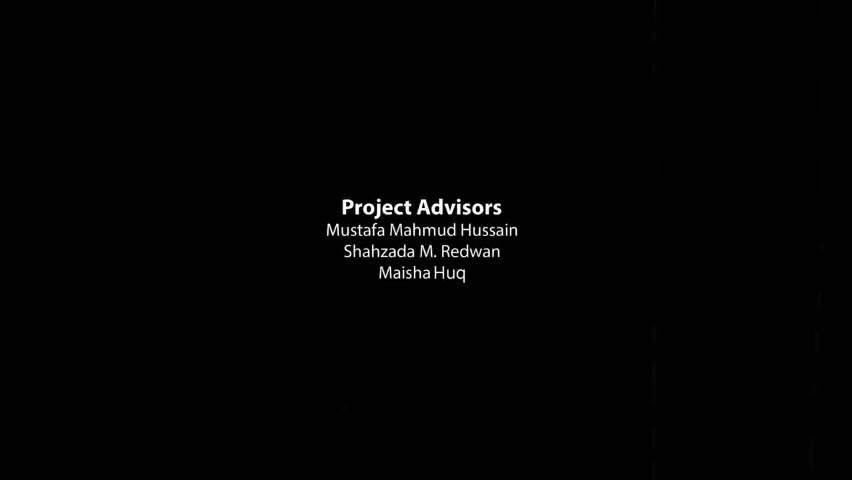 Project Advisors
Mustafa Mahmud Hussain
Shahzada M. Redwan
Maisha Huq